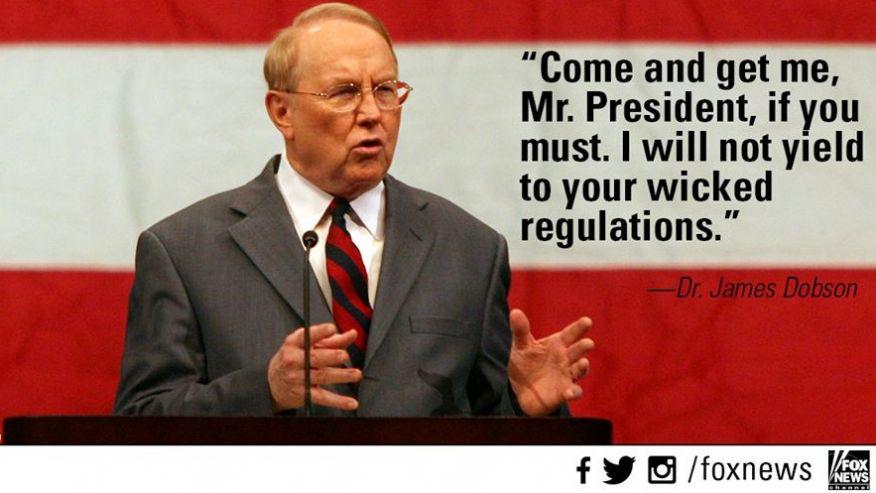 “Come and get me,
Mr. President, if you
must. I will not yield
to your wicked
regulations.”
—Dr. James Dobson
/foxnews
FOX
NEWS
channel